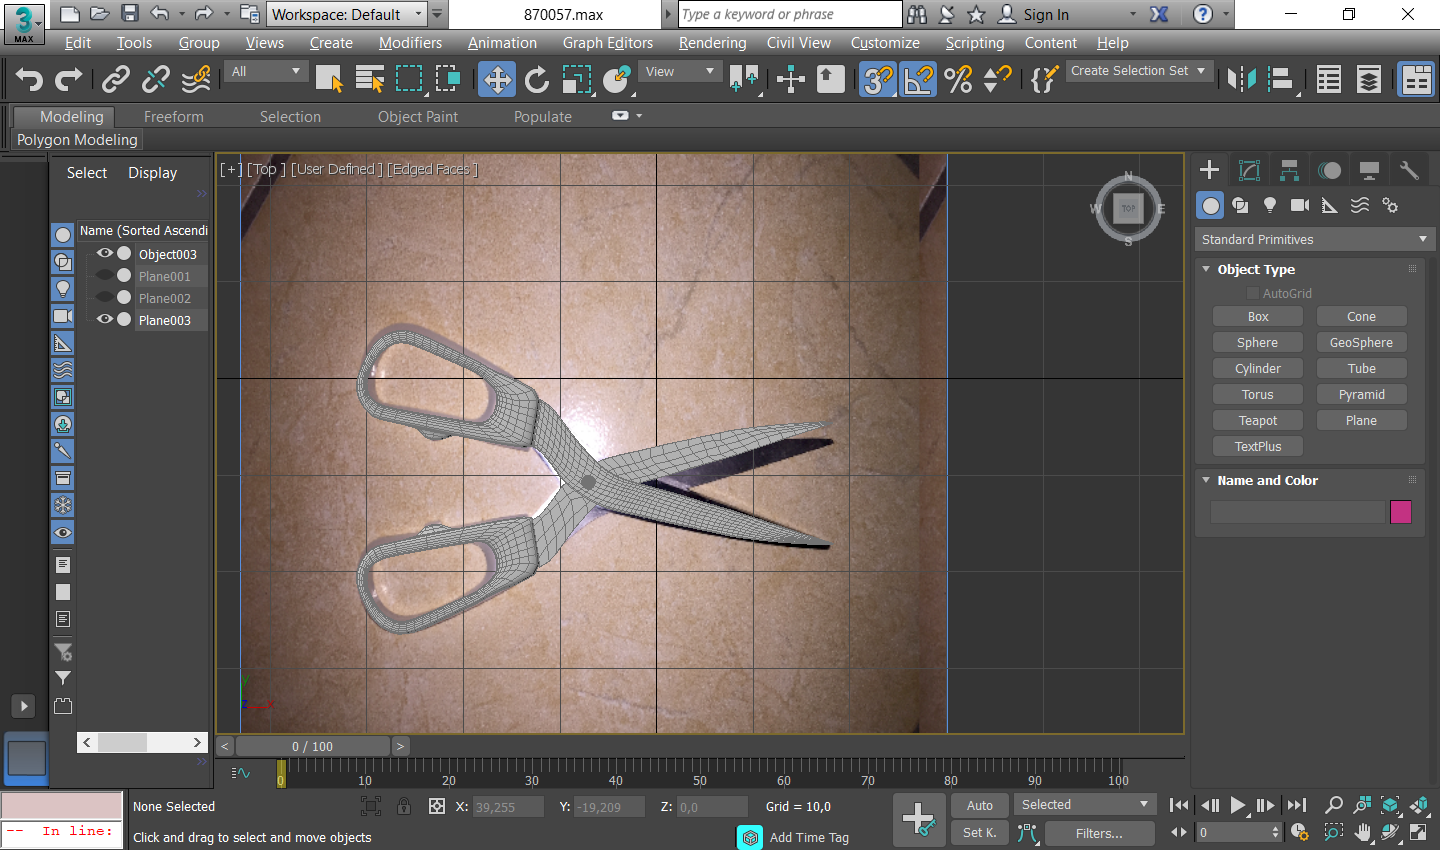 3
MAX
Workspace: Default
870057.max
Type a keyword or phrase
Sign In
Edit Tools Group Views Create Modifiers Animation Graph Editors Rendering Civil View Customize Scripting Content Help
All
View
3
Create Selection Set
Modeling Freeform Selection Object Paint Populate
Polygon Modeling
Select Display
Name (Sorted Ascendi
Object003
Plane001
Plane002
Plane003
[+] [Top ] [User Defined ] [Edged Faces ]
N
W TOP E
S
y
z x
Standard Primitives
Object Type
AutoGrid
Box Cone
Sphere GeoSphere
Cylinder Tube
Torus Pyramid
Teapot Plane
TextPlus
Name and Color
< 0 / 100 >
0 10 20 30 40 50 60 70 80 90 100
None Selected
X: 39,255 Y: -19,209 Z: 0,0 Grid = 10,0
Auto Selected
-- In line:
Click and drag to select and move objects
Add Time Tag
Set K. Filters...
0